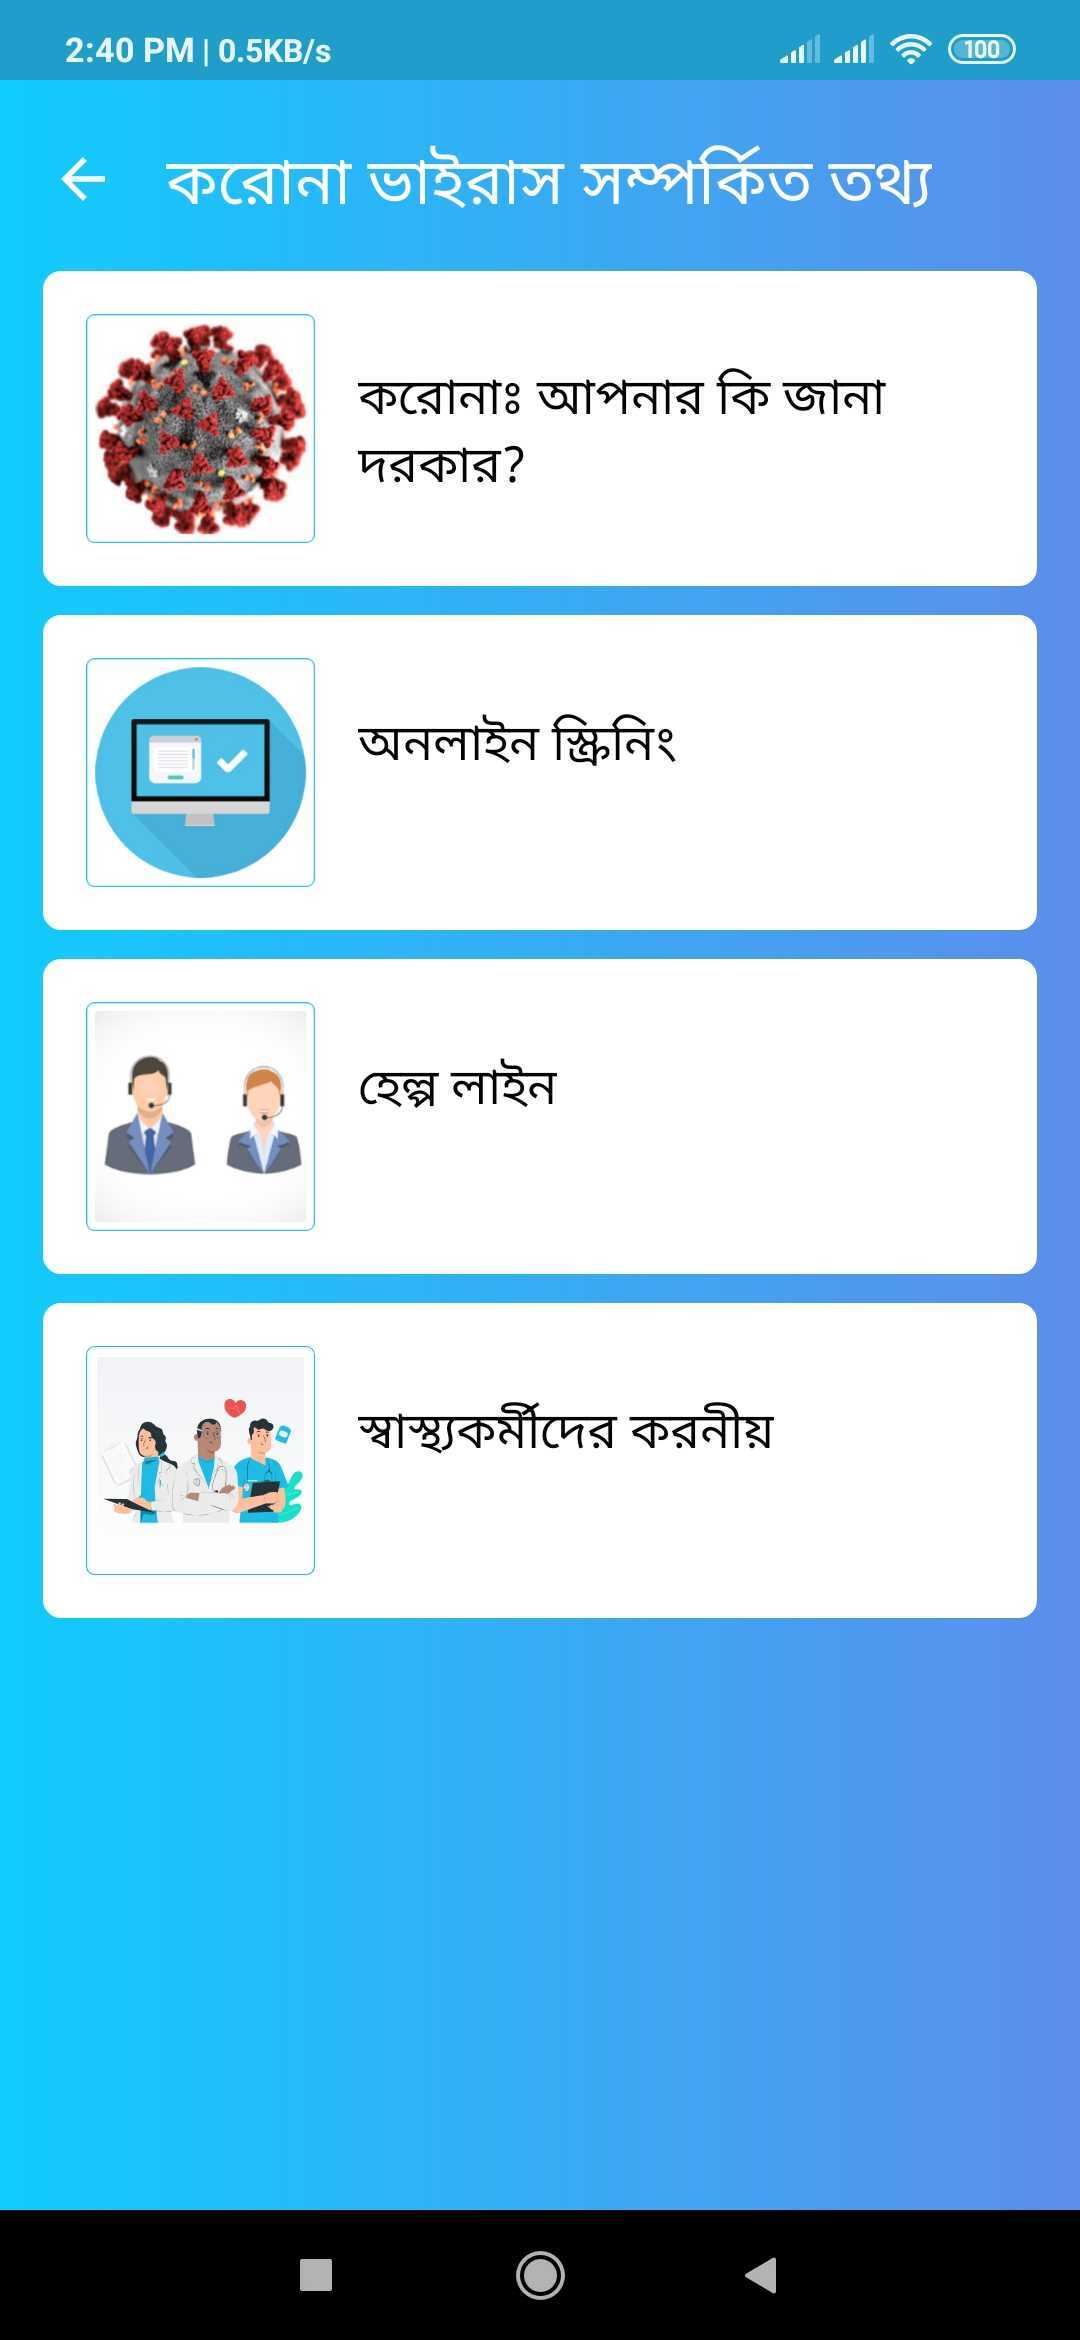 2:40 PM | 0.5KB/s
100
করোনা ভাইরাস সম্পর্কিত তথ্য
করোনাঃ আপনার কি জানা
দরকার?
অনলাইন স্ক্রিনিং
হেল্প লাইন
স্বাস্থ্যকর্মীদের করনীয়